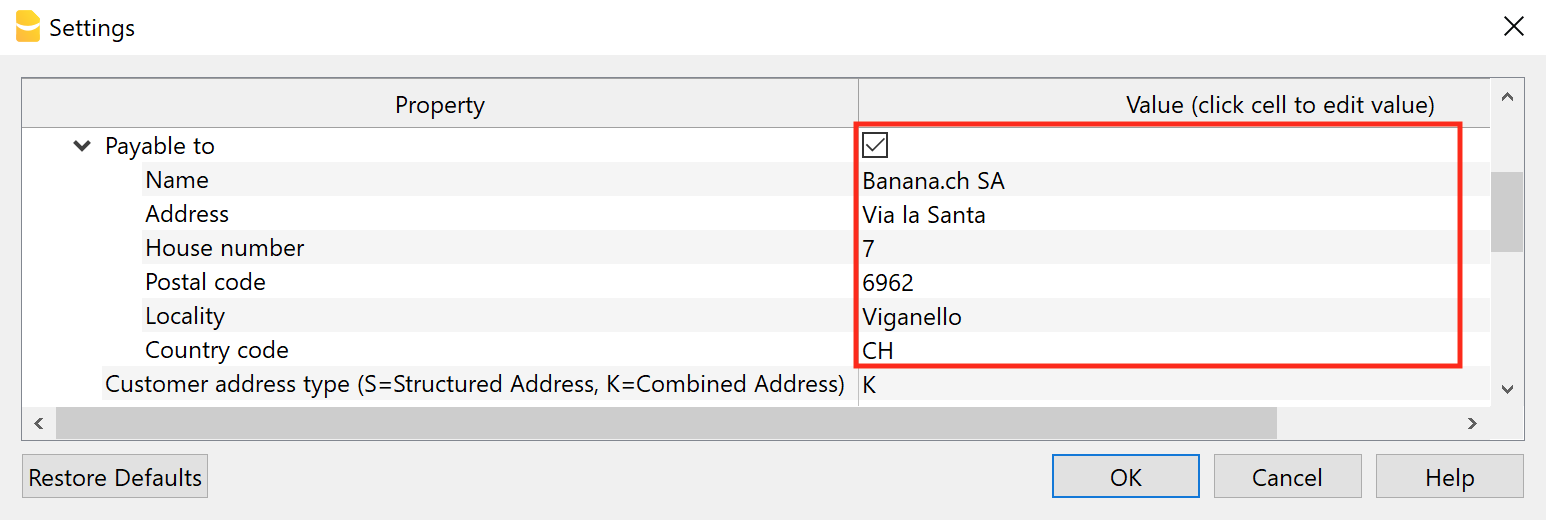 Settings
Property Value (click cell to edit value)
Payable to
Name Banana.ch SA
Address Via la Santa
House number 7
Postal code 6962
Locality Viganello
Country code CH
Customer address type (S=Structured Address, K=Combined Address) K
Restore Defaults OK Cancel Help